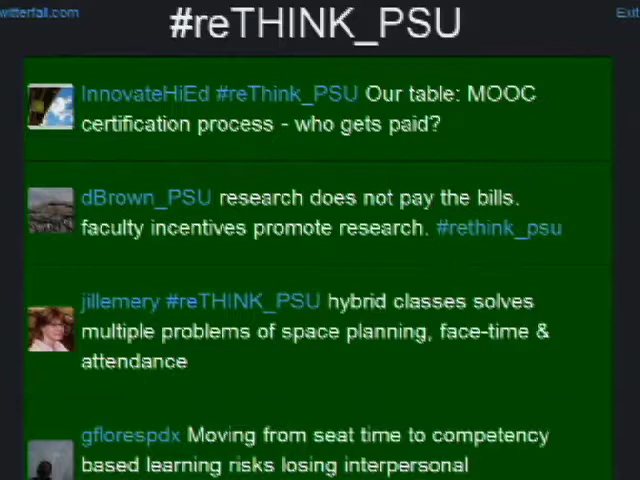 witterfall.com
Exit
#reTHINK_PSU
InnovateHiEd #reThink_PSU Our table: MOOC
certification process - who gets paid?
dBrown_PSU research does not pay the bills.
faculty incentives promote research. #rethink_psu
jillemery #reTHINK_PSU hybrid classes solves
multiple problems of space planning, face-time &
attendance
gflorespdx Moving from seat time to competency
based learning risks losing interpersonal